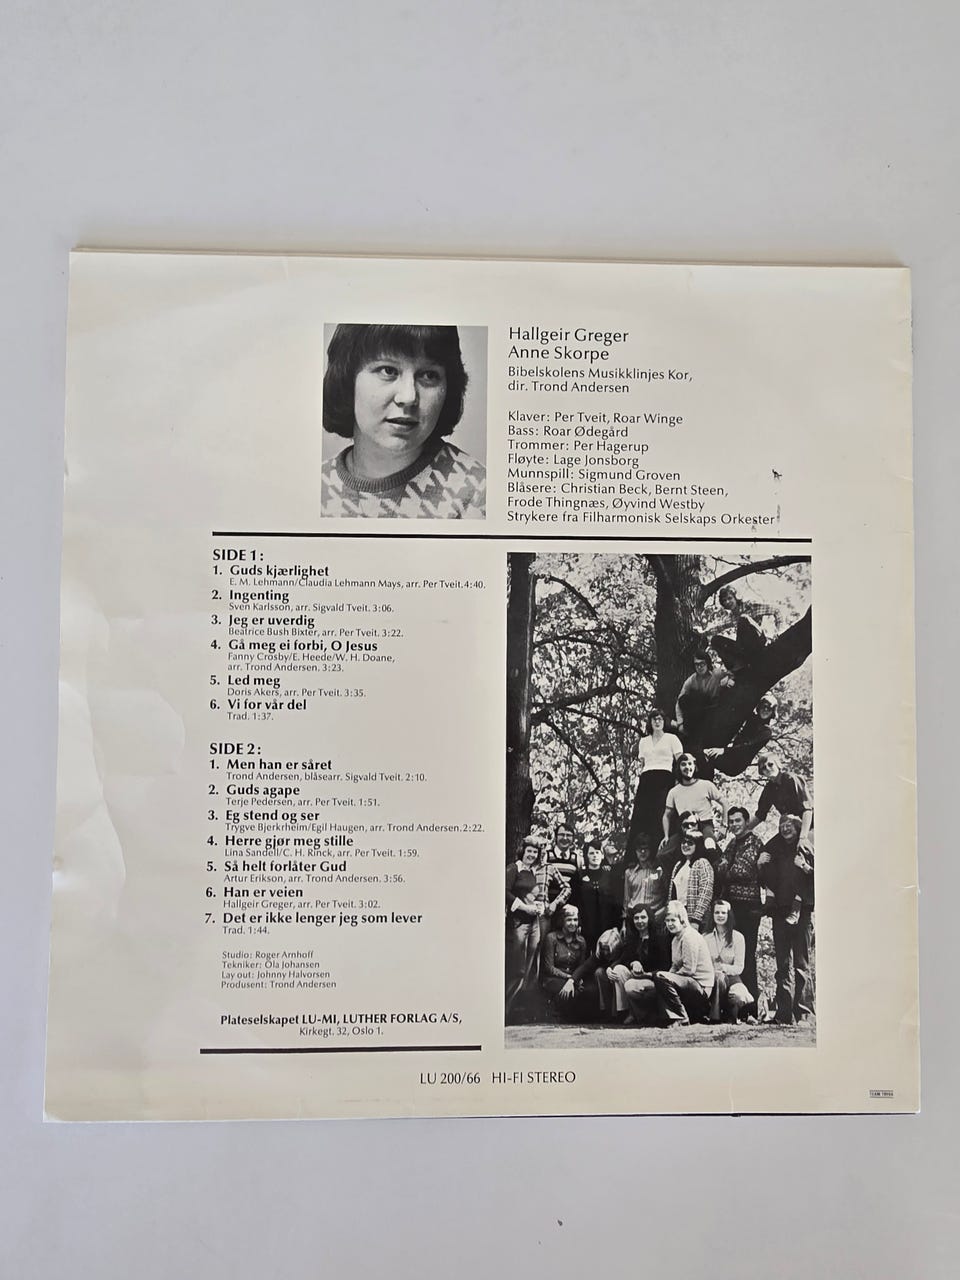 Hallgeir Greger
Anne Skorpe
Bibelskolens Musikklinjes Kor,
dir. Trond Andersen
Klaver: Per Tveit, Roar Winge
Bass: Roar Ødegård
Trommer: Per Hagerup
Fløyte: Lage Jonsborg
Munnspill: Sigmund Groven
Blåsere: Christian Beck, Bernt Steen,
Frode Thingnæs, Øyvind Westby
Strykere fra Filharmonisk Selskaps Orkester
SIDE 1:
1. Guds kjærlighet
E. M. Lehmann/Claudia Lehmann Mays, arr. Per Tveit. 4:40.
2. Ingenting
Sven Karlsson, arr. Sigvald Tveit. 3:06.
3. Jeg er uverdig
Beatrice Bush Bixter, arr. Per Tveit. 3:22.
4. Gå meg ei forbi, O Jesus
Fanny Crosby/E. Heede/W. H. Doane,
arr. Trond Andersen. 3:23.
5. Led meg
Doris Akers, arr. Per Tveit. 3:35.
6. Vi for vår del
Trad. 1:37.
SIDE 2:
1. Men han er såret
Trond Andersen, blåsearr. Sigvald Tveit. 2:10.
2. Guds agape
Terje Pedersen, arr. Per Tveit. 1:51.
3. Eg stend og ser
Trygve Bjerkrheim/Egil Haugen, arr. Trond Andersen. 2:22.
4. Herre gjør meg stille
Lina Sandell/C. H. Rinck, arr. Per Tveit. 1:59.
5. Så helt forlåter Gud
Artur Erikson, arr. Trond Andersen. 3:56.
6. Han er veien
Hallgeir Greger, arr. Per Tveit. 3:02.
7. Det er ikke lenger jeg som lever
Trad. 1:44.
Studio: Roger Arnhoff
Tekniker: Ola Johansen
Lay out: Johnny Halvorsen
Produsent: Trond Andersen
Plateselskapet LU-MI, LUTHER FORLAG A/S,
Kirkegt. 32, Oslo 1.
LU 200/66 HI-FI STEREO